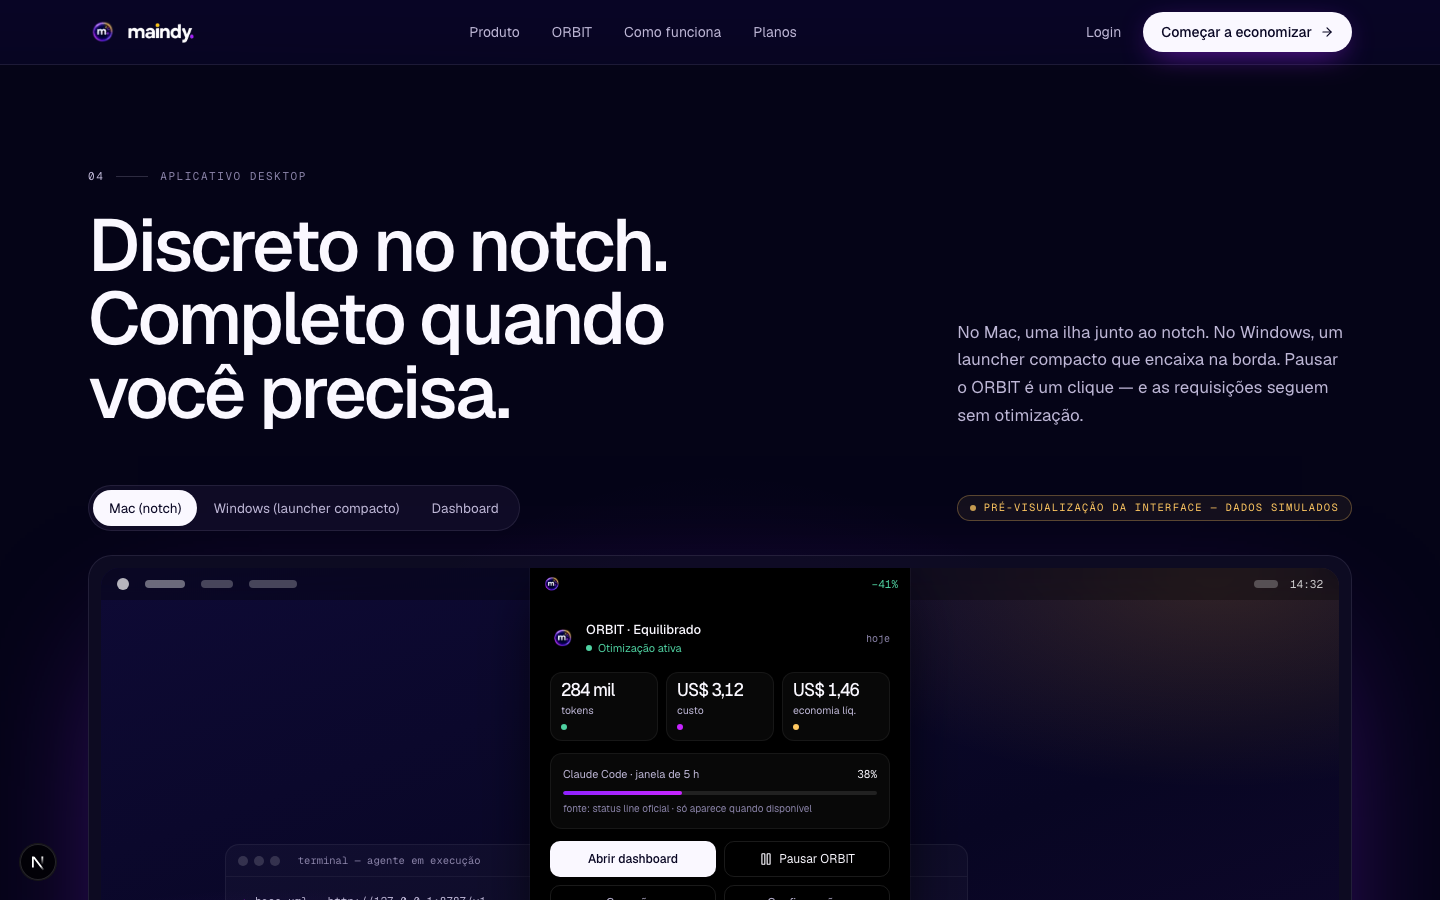 m. maindy.
Produto
ORBIT
Como funciona
Planos
Login
Começar a economizar →
04
APLICATIVO DESKTOP
Discreto no notch.
Completo quando
você precisa.
No Mac, uma ilha junto ao notch. No Windows, um
launcher compacto que encaixa na borda. Pausar
o ORBIT é um clique — e as requisições seguem
sem otimização.
Mac (notch)
Windows (launcher compacto)
Dashboard
PRÉ-VISUALIZAÇÃO DA INTERFACE — DADOS SIMULADOS
m.
−41%
14:32
m.
ORBIT · Equilibrado
Otimização ativa
hoje
284 mil
tokens
US$ 3,12
custo
US$ 1,46
economia líq.
Claude Code · janela de 5 h
38%
fonte: status line oficial · só aparece quando disponível
Abrir dashboard
Pausar ORBIT
terminal — agente em execução
N